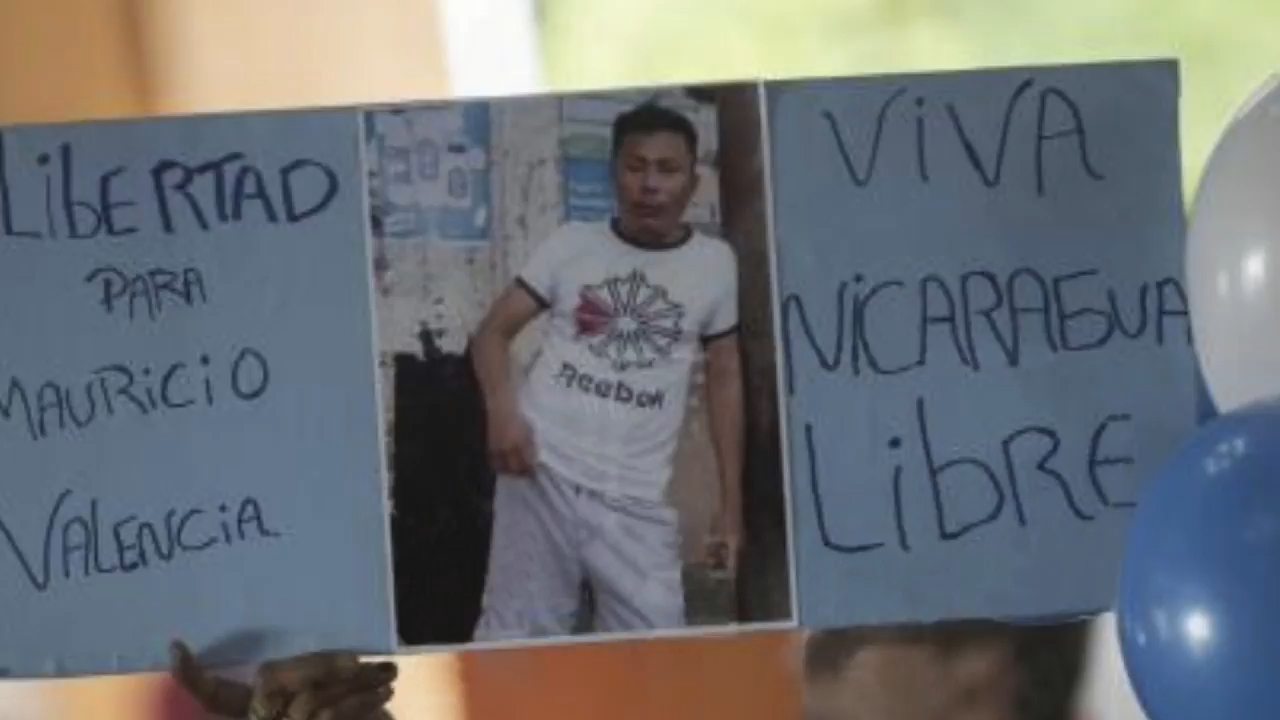 LibERTAD
PARA
MAURiCiO
VALENCiA
Reebok
ViVA
NiCARAGUA
LibRE